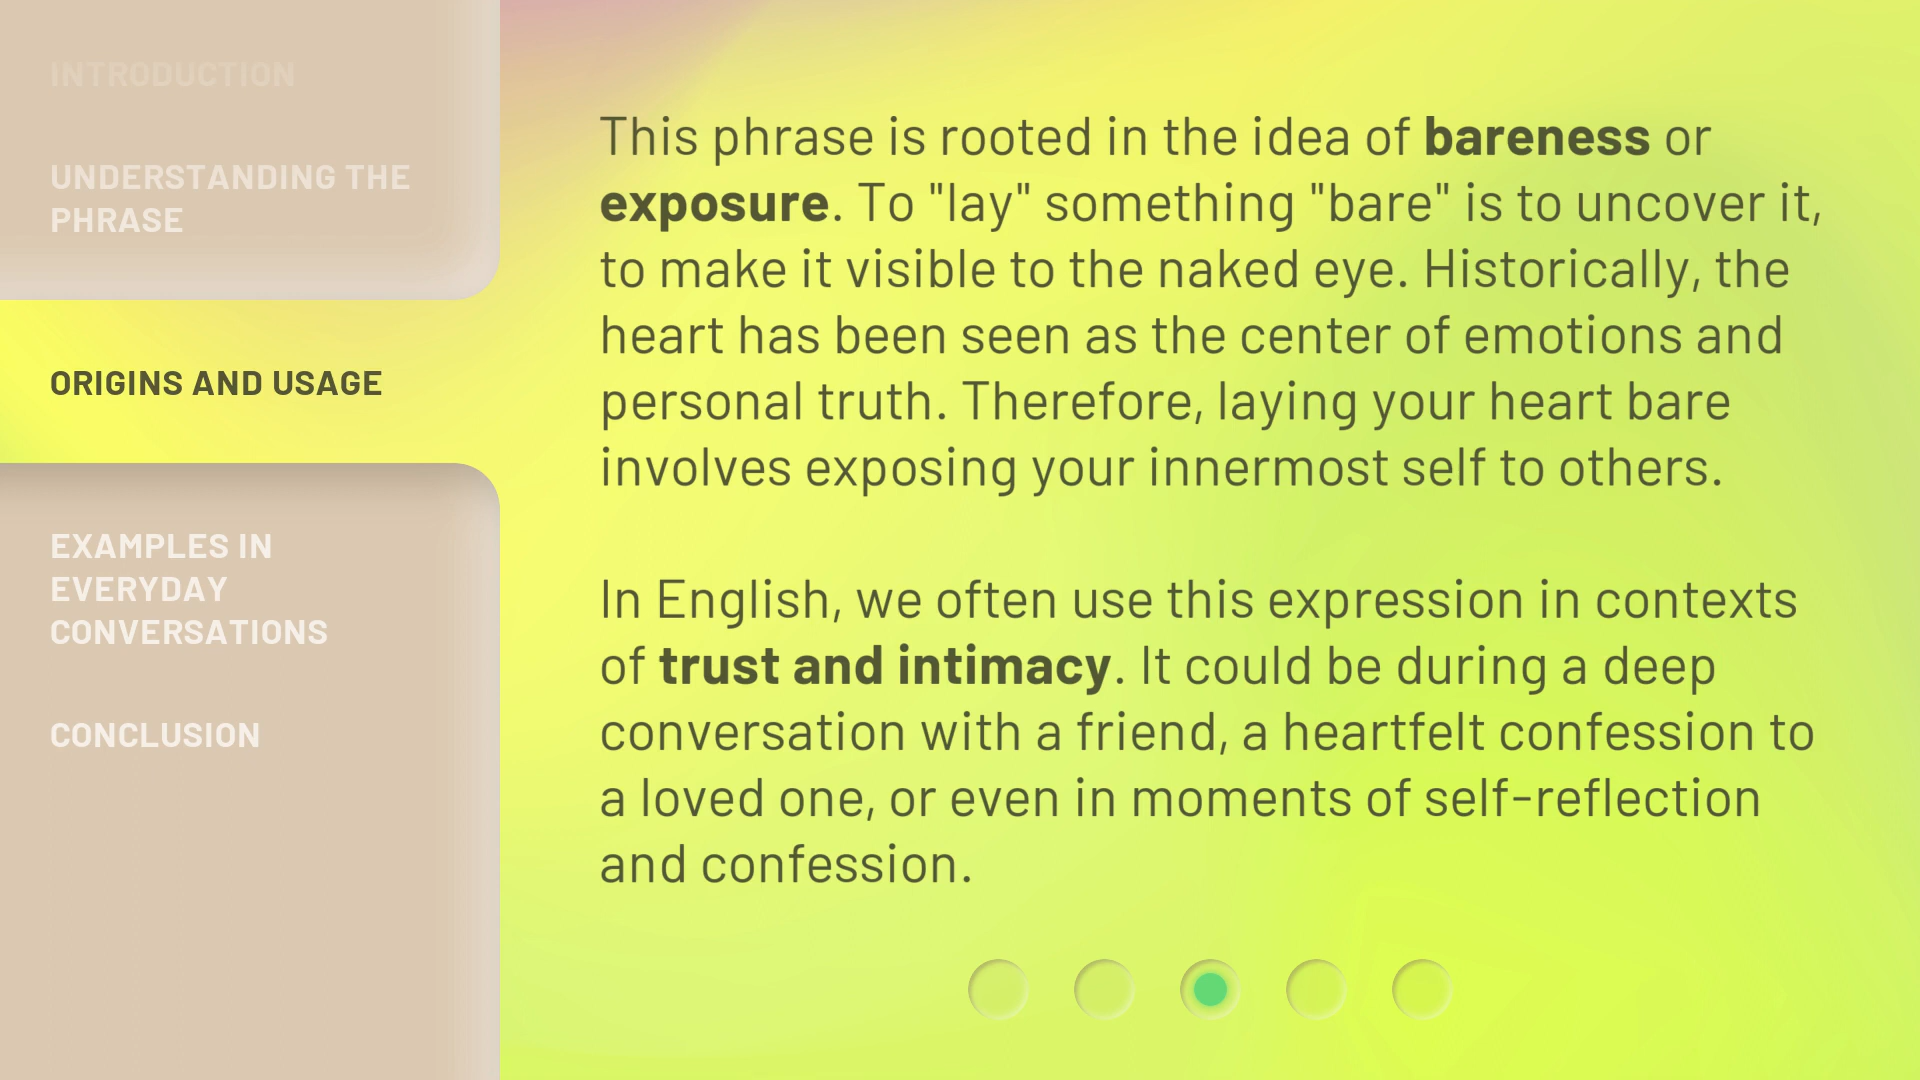 INTRODUCTION
UNDERSTANDING THE
PHRASE
ORIGINS AND USAGE
EXAMPLES IN
EVERYDAY
CONVERSATIONS
CONCLUSION
This phrase is rooted in the idea of bareness or
exposure. To "lay" something "bare" is to uncover it,
to make it visible to the naked eye. Historically, the
heart has been seen as the center of emotions and
personal truth. Therefore, laying your heart bare
involves exposing your innermost self to others.
In English, we often use this expression in contexts
of trust and intimacy. It could be during a deep
conversation with a friend, a heartfelt confession to
a loved one, or even in moments of self-reflection
and confession.